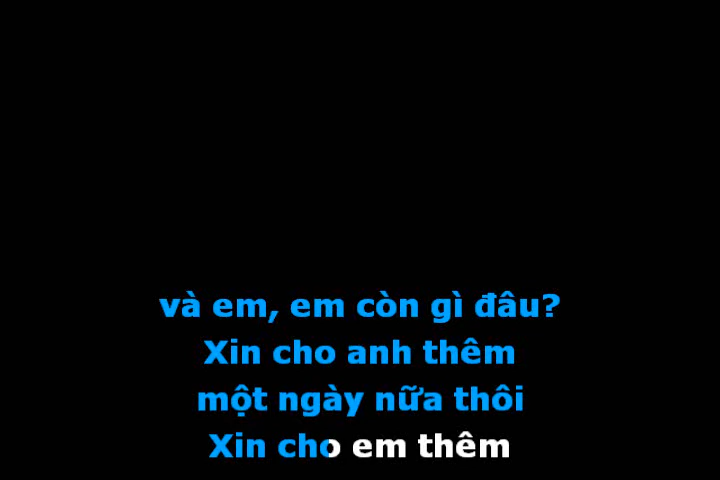 và em, em còn gì đâu?
Xin cho anh thêm
một ngày nữa thôi
Xin cho em thêm